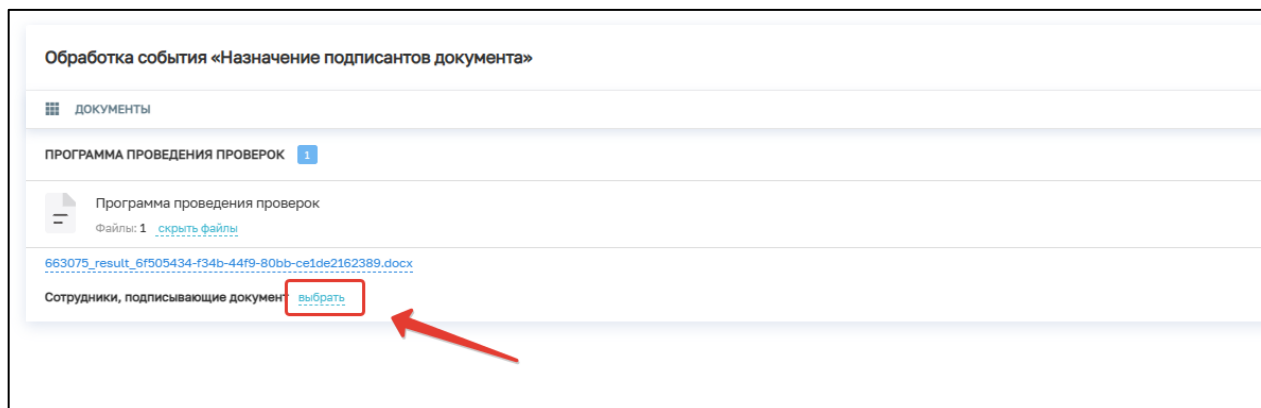 Обработка события «Назначение подписантов документа»
ДОКУМЕНТЫ
ПРОГРАММА ПРОВЕДЕНИЯ ПРОВЕРОК 1
Программа проведения проверок
Файлы: 1 скрыть файлы
663075_result_6f505434-f34b-44f9-80bb-ce1de2162389.docx
Сотрудники, подписывающие документ выбрать